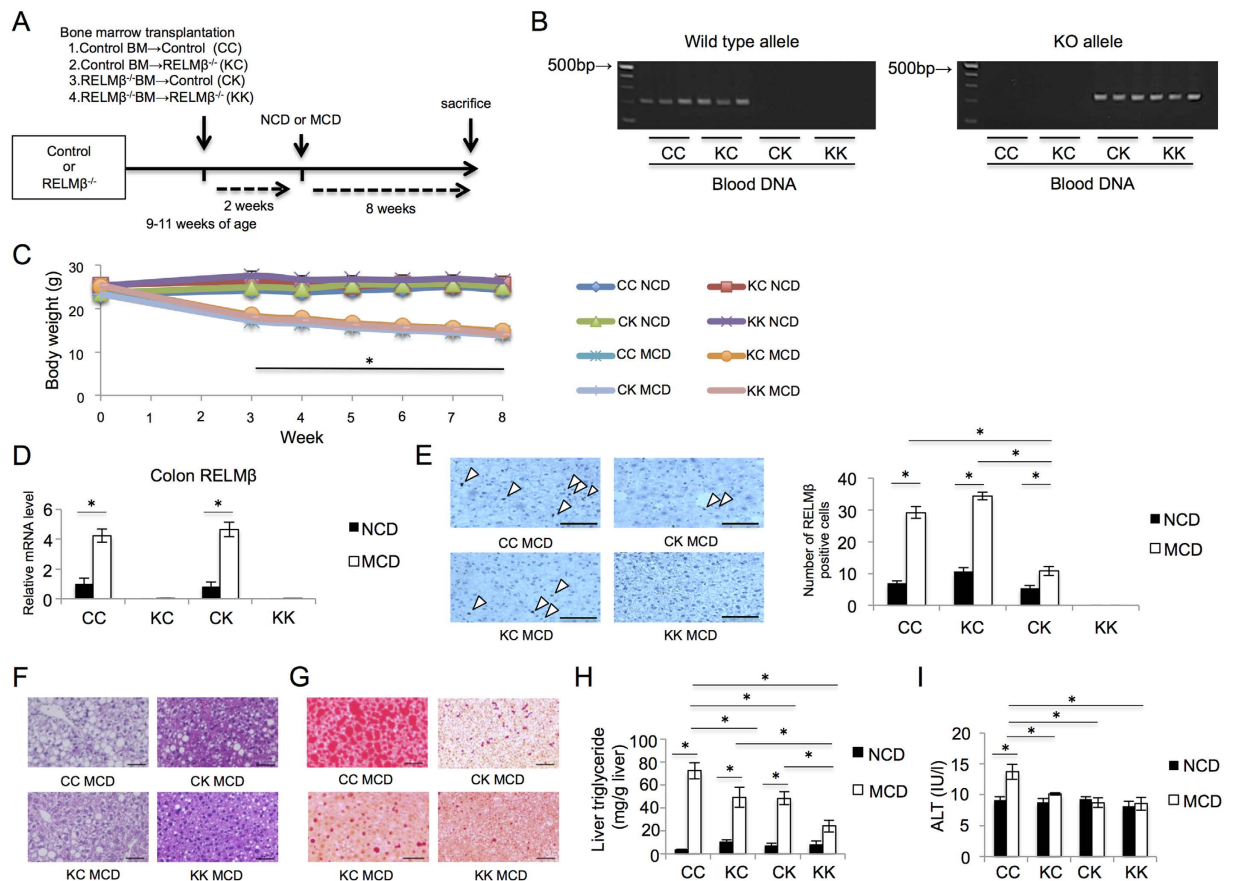 A
Bone marrow transplantation
1.Control BM→Control (CC)
2.Control BM→RELMβ-/- (KC)
3.RELMβ-/-BM→Control (CK)
4.RELMβ-/-BM→RELMβ-/- (KK)
NCD or MCD
sacrifice
Control
or
RELMβ-/-
2 weeks
8 weeks
9-11 weeks of age
B
Wild type allele
KO allele
500bp→
500bp→
CC KC CK KK
CC KC CK KK
Blood DNA
Blood DNA
C
Body weight (g)
30
20
10
0
0 1 2 3 4 5 6 7 8
Week
*
CC NCD
KC NCD
CK NCD
KK NCD
CC MCD
KC MCD
CK MCD
KK MCD
D
Colon RELMβ
Relative mRNA level
6
4
2
0
* *
CC KC CK KK
NCD
MCD
E
CC MCD
CK MCD
KC MCD
KK MCD
Number of RELMβ
positive cells
40
30
20
10
0
*
*
* * *
CC KC CK KK
NCD
MCD
F
CC MCD
CK MCD
KC MCD
KK MCD
G
CC MCD
CK MCD
KC MCD
KK MCD
H
Liver triglyceride
(mg/g liver)
100
80
60
40
20
0
*
*
*
* *
* * * *
CC KC CK KK
NCD
MCD
I
ALT (IU/l)
20
15
10
5
0
*
*
*
*
CC KC CK KK
NCD
MCD